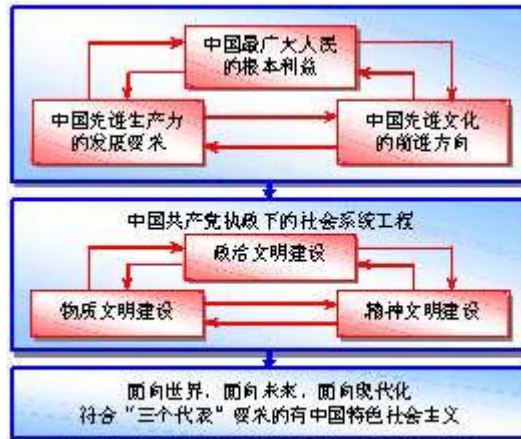 中国最广大人民
的根本利益
中国先进生产力
的发展要求
中国先进文化
的前进方向
中国共产党执政下的社会系统工程
政治文明建设
物质文明建设
精神文明建设
面向世界，面向未来，面向现代化
符合“三个代表”要求的有中国特色社会主义